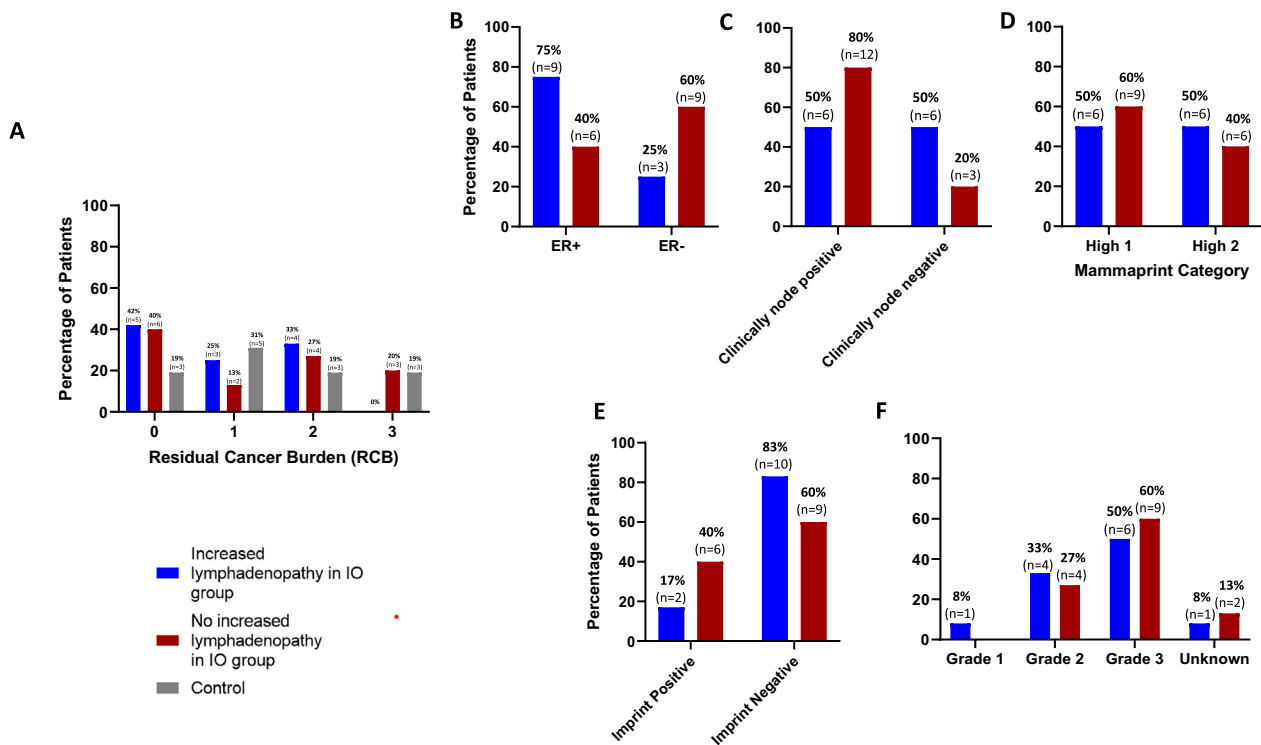 A
Percentage of Patients
100
80
60
40
20
0
42%
(n=5)
40%
(n=6)
19%
(n=3)
25%
(n=3)
13%
(n=2)
31%
(n=5)
33%
(n=4)
27%
(n=4)
19%
(n=3)
0%
20%
(n=3)
19%
(n=3)
0 1 2 3
Residual Cancer Burden (RCB)
Increased
lymphadenopathy in IO
group
No increased
lymphadenopathy
in IO group
Control
B
Percentage of Patients
100
80
60
40
20
0
75%
(n=9)
40%
(n=6)
25%
(n=3)
60%
(n=9)
ER+ ER-
C
100
80
60
40
20
0
50%
(n=6)
80%
(n=12)
50%
(n=6)
20%
(n=3)
Clinically node positive
Clinically node negative
D
100
80
60
40
20
0
50%
(n=6)
60%
(n=9)
50%
(n=6)
40%
(n=6)
High 1 High 2
Mammaprint Category
E
Percentage of Patients
100
80
60
40
20
0
17%
(n=2)
40%
(n=6)
83%
(n=10)
60%
(n=9)
Imprint Positive
Imprint Negative
F
100
80
60
40
20
0
8%
(n=1)
33%
(n=4)
27%
(n=4)
50%
(n=6)
60%
(n=9)
8%
(n=1)
13%
(n=2)
Grade 1 Grade 2 Grade 3 Unknown